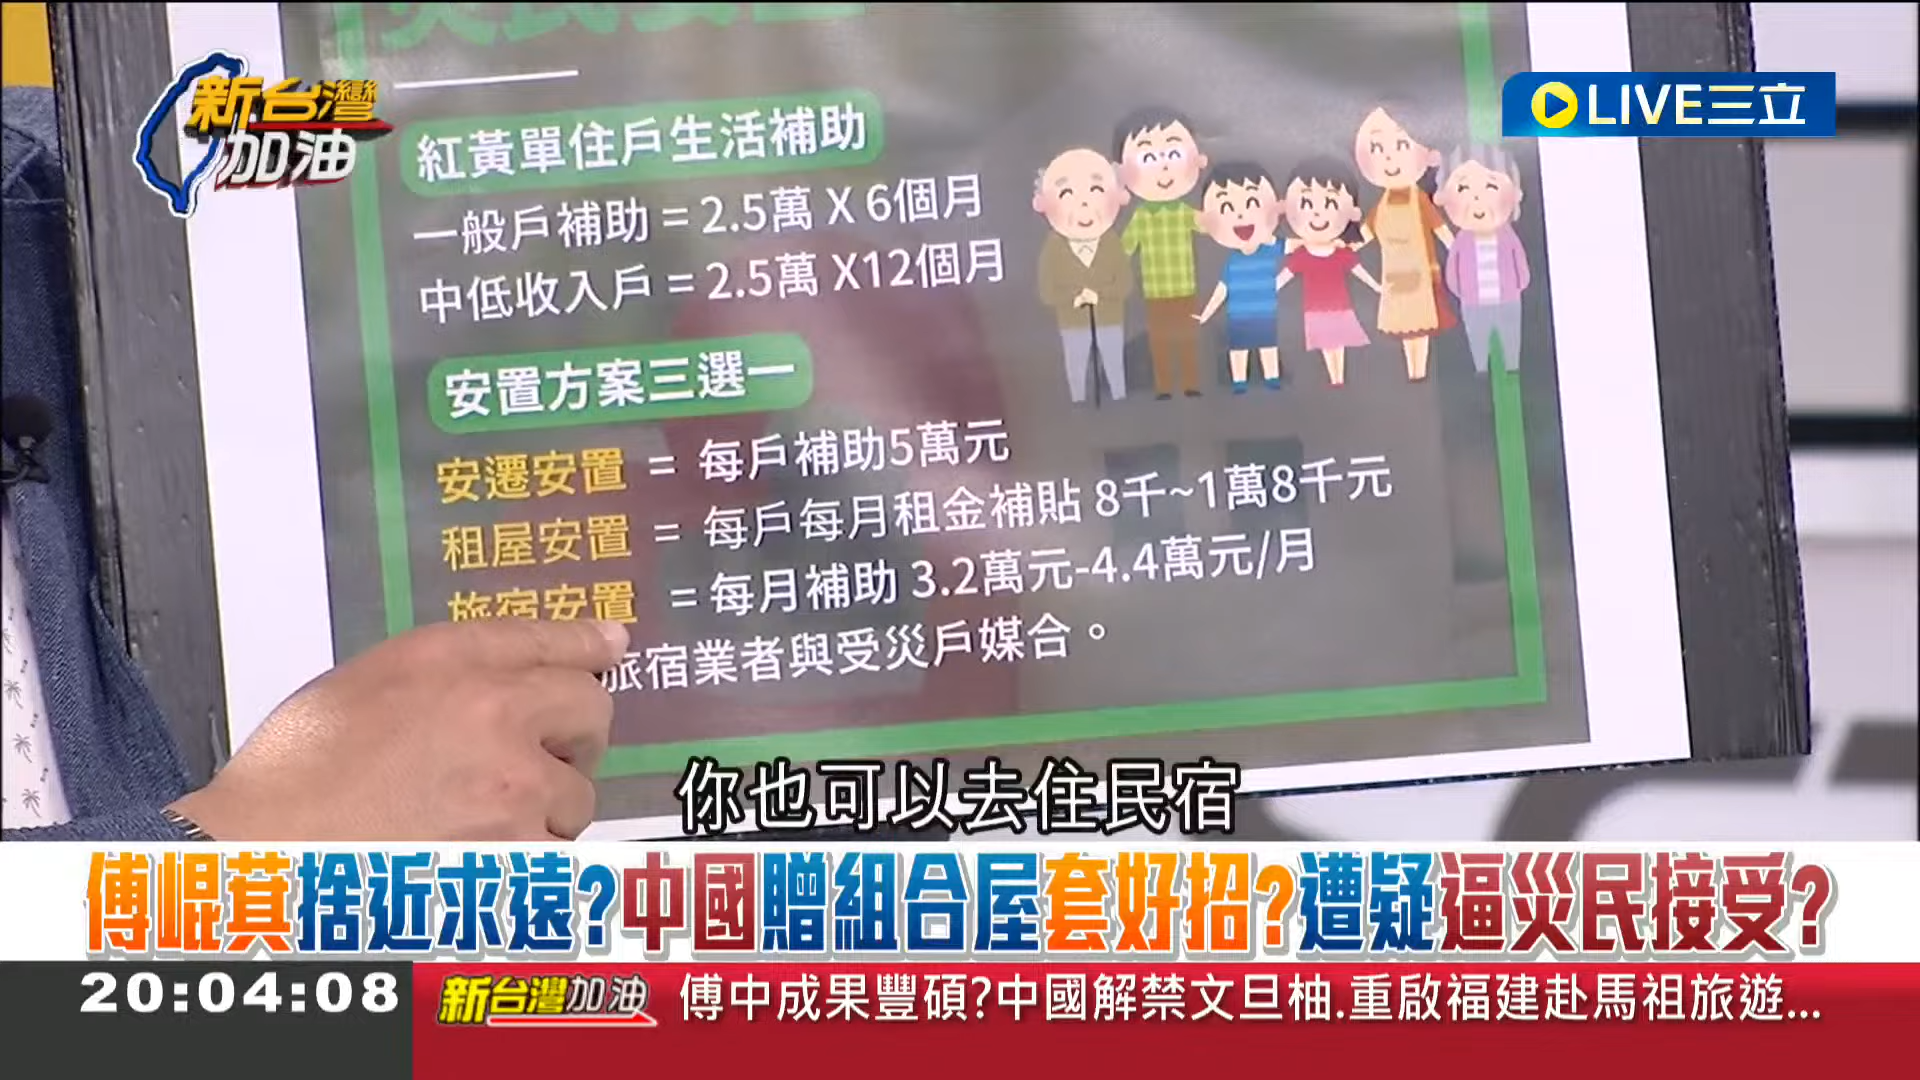 新台灣
加油
LIVE三立
紅黃單住戶生活補助
一般戶補助 = 2.5萬 X 6個月
中低收入戶 = 2.5萬 X12個月
安置方案三選一
安遷安置 = 每戶補助5萬元
租屋安置 = 每戶每月租金補貼 8千~1萬8千元
旅宿安置 = 每月補助 3.2萬元-4.4萬元/月
旅宿業者與受災戶媒合。
你也可以去住民宿
傅崐萁捨近求遠?中國贈組合屋套好招?遭疑逼災民接受?
20:04:08
新台灣加油
傅中成果豐碩?中國解禁文旦柚.重啟福建赴馬祖旅遊...